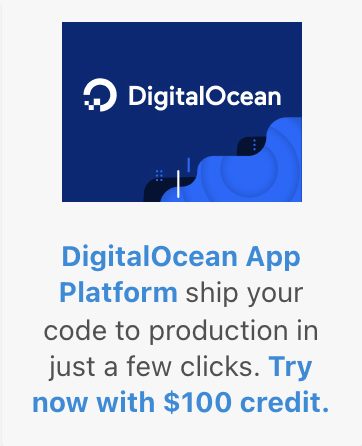 DigitalOcean
DigitalOcean App
Platform ship your
code to production in
just a few clicks. Try
now with $100 credit.